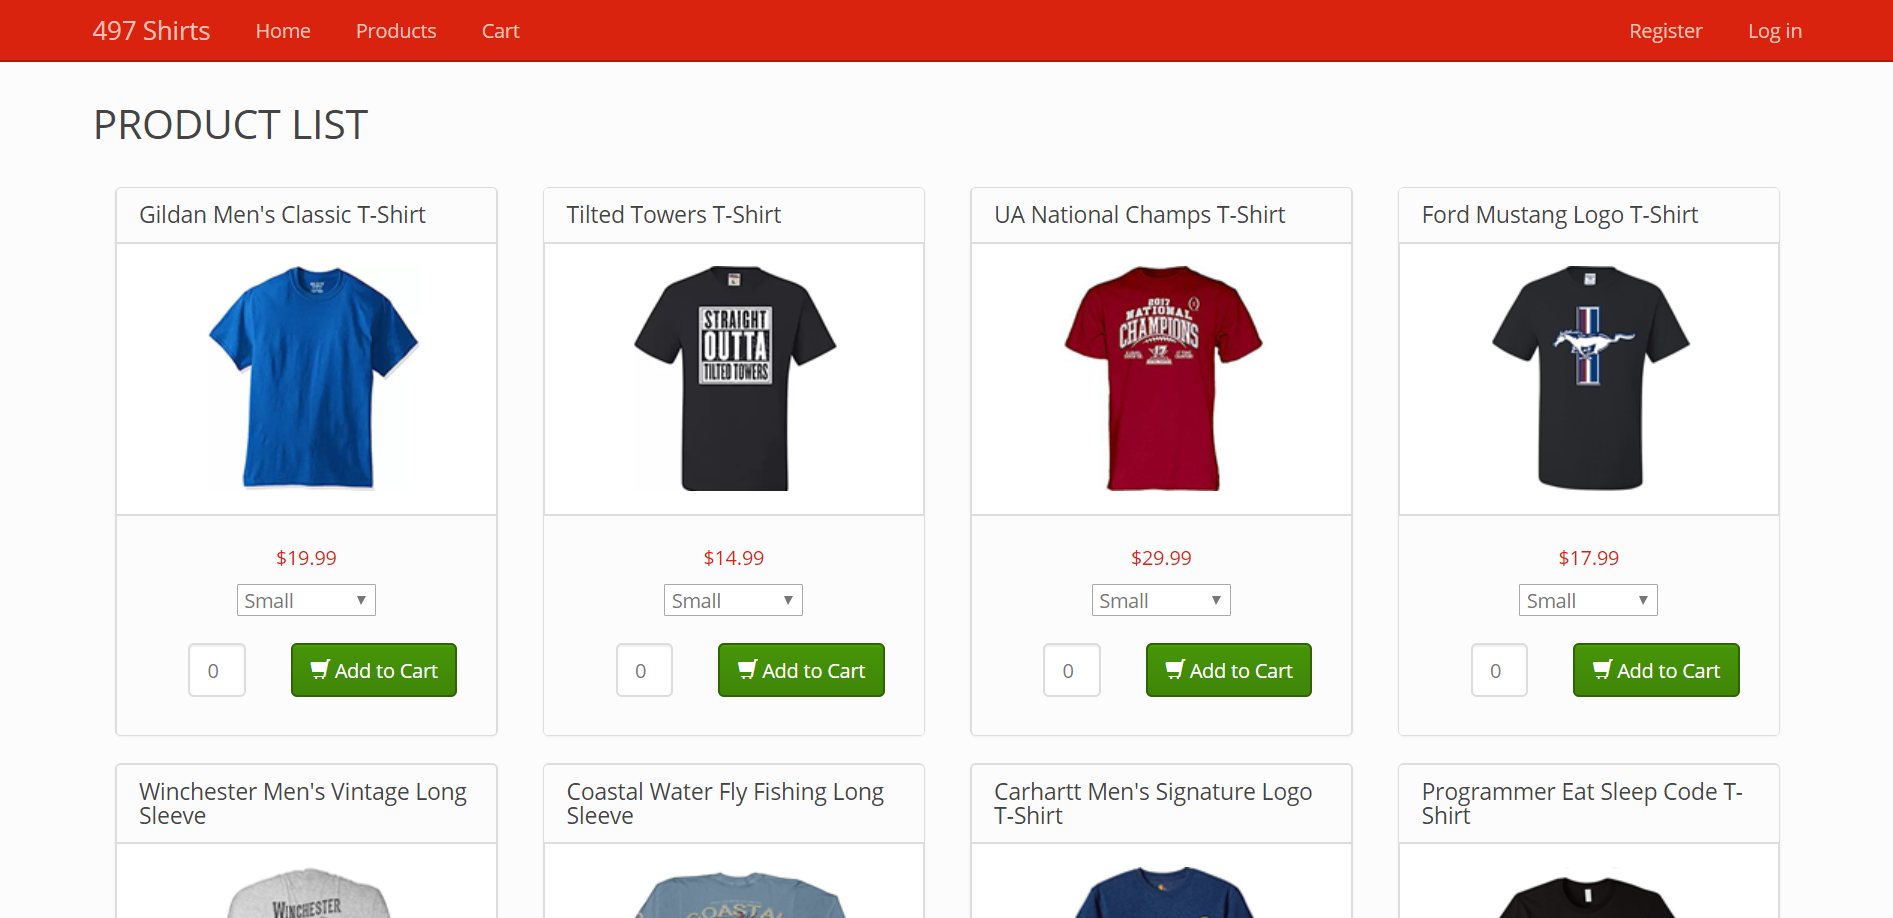 497 Shirts Home Products Cart Register Log in
PRODUCT LIST
Gildan Men's Classic T-Shirt
$19.99
Small
0 Add to Cart
Tilted Towers T-Shirt
STRAIGHT
OUTTA
TILTED TOWERS
$14.99
Small
0 Add to Cart
UA National Champs T-Shirt
2017
NATIONAL
CHAMPIONS
17
$29.99
Small
0 Add to Cart
Ford Mustang Logo T-Shirt
$17.99
Small
0 Add to Cart
Winchester Men's Vintage Long
Sleeve
WINCHESTER
Coastal Water Fly Fishing Long
Sleeve
COASTAL
Carhartt Men's Signature Logo
T-Shirt
Programmer Eat Sleep Code T-
Shirt